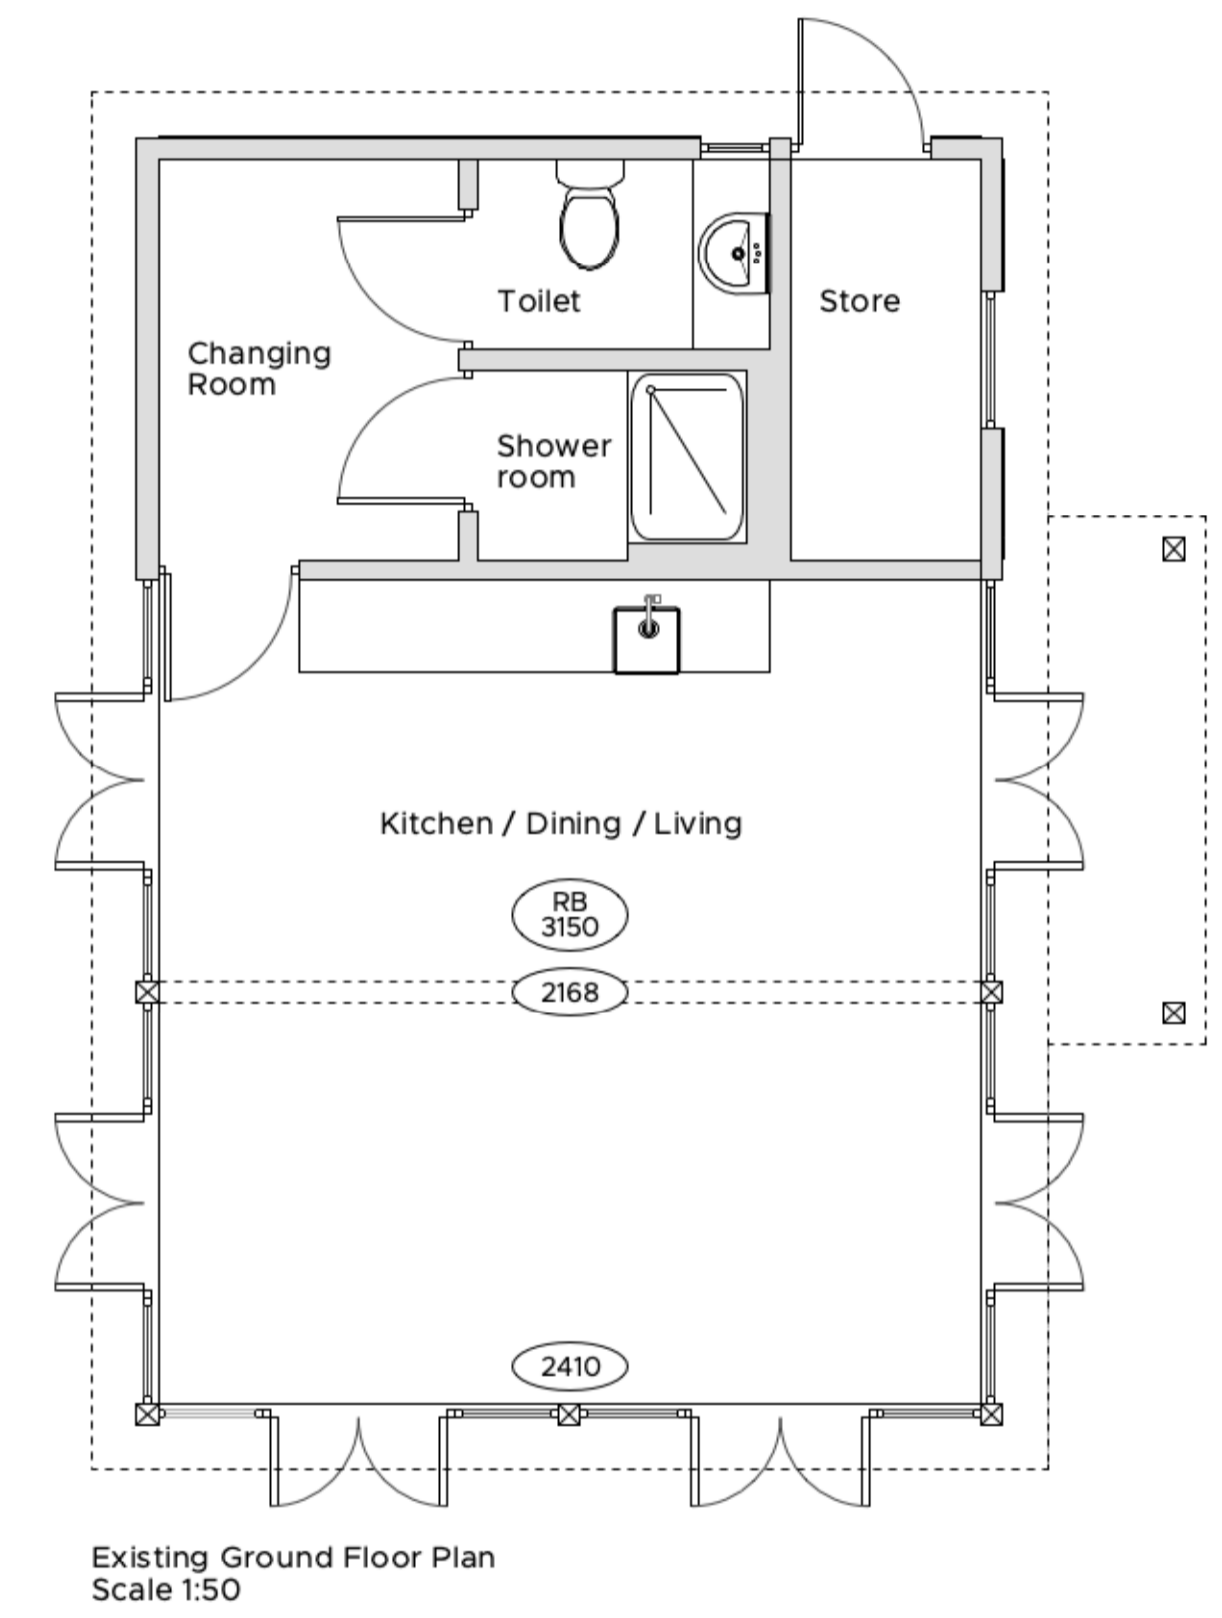 Toilet
Store
Changing
Room
Shower
room
Kitchen / Dining / Living
RB
3150
2168
2410
Existing Ground Floor Plan
Scale 1:50